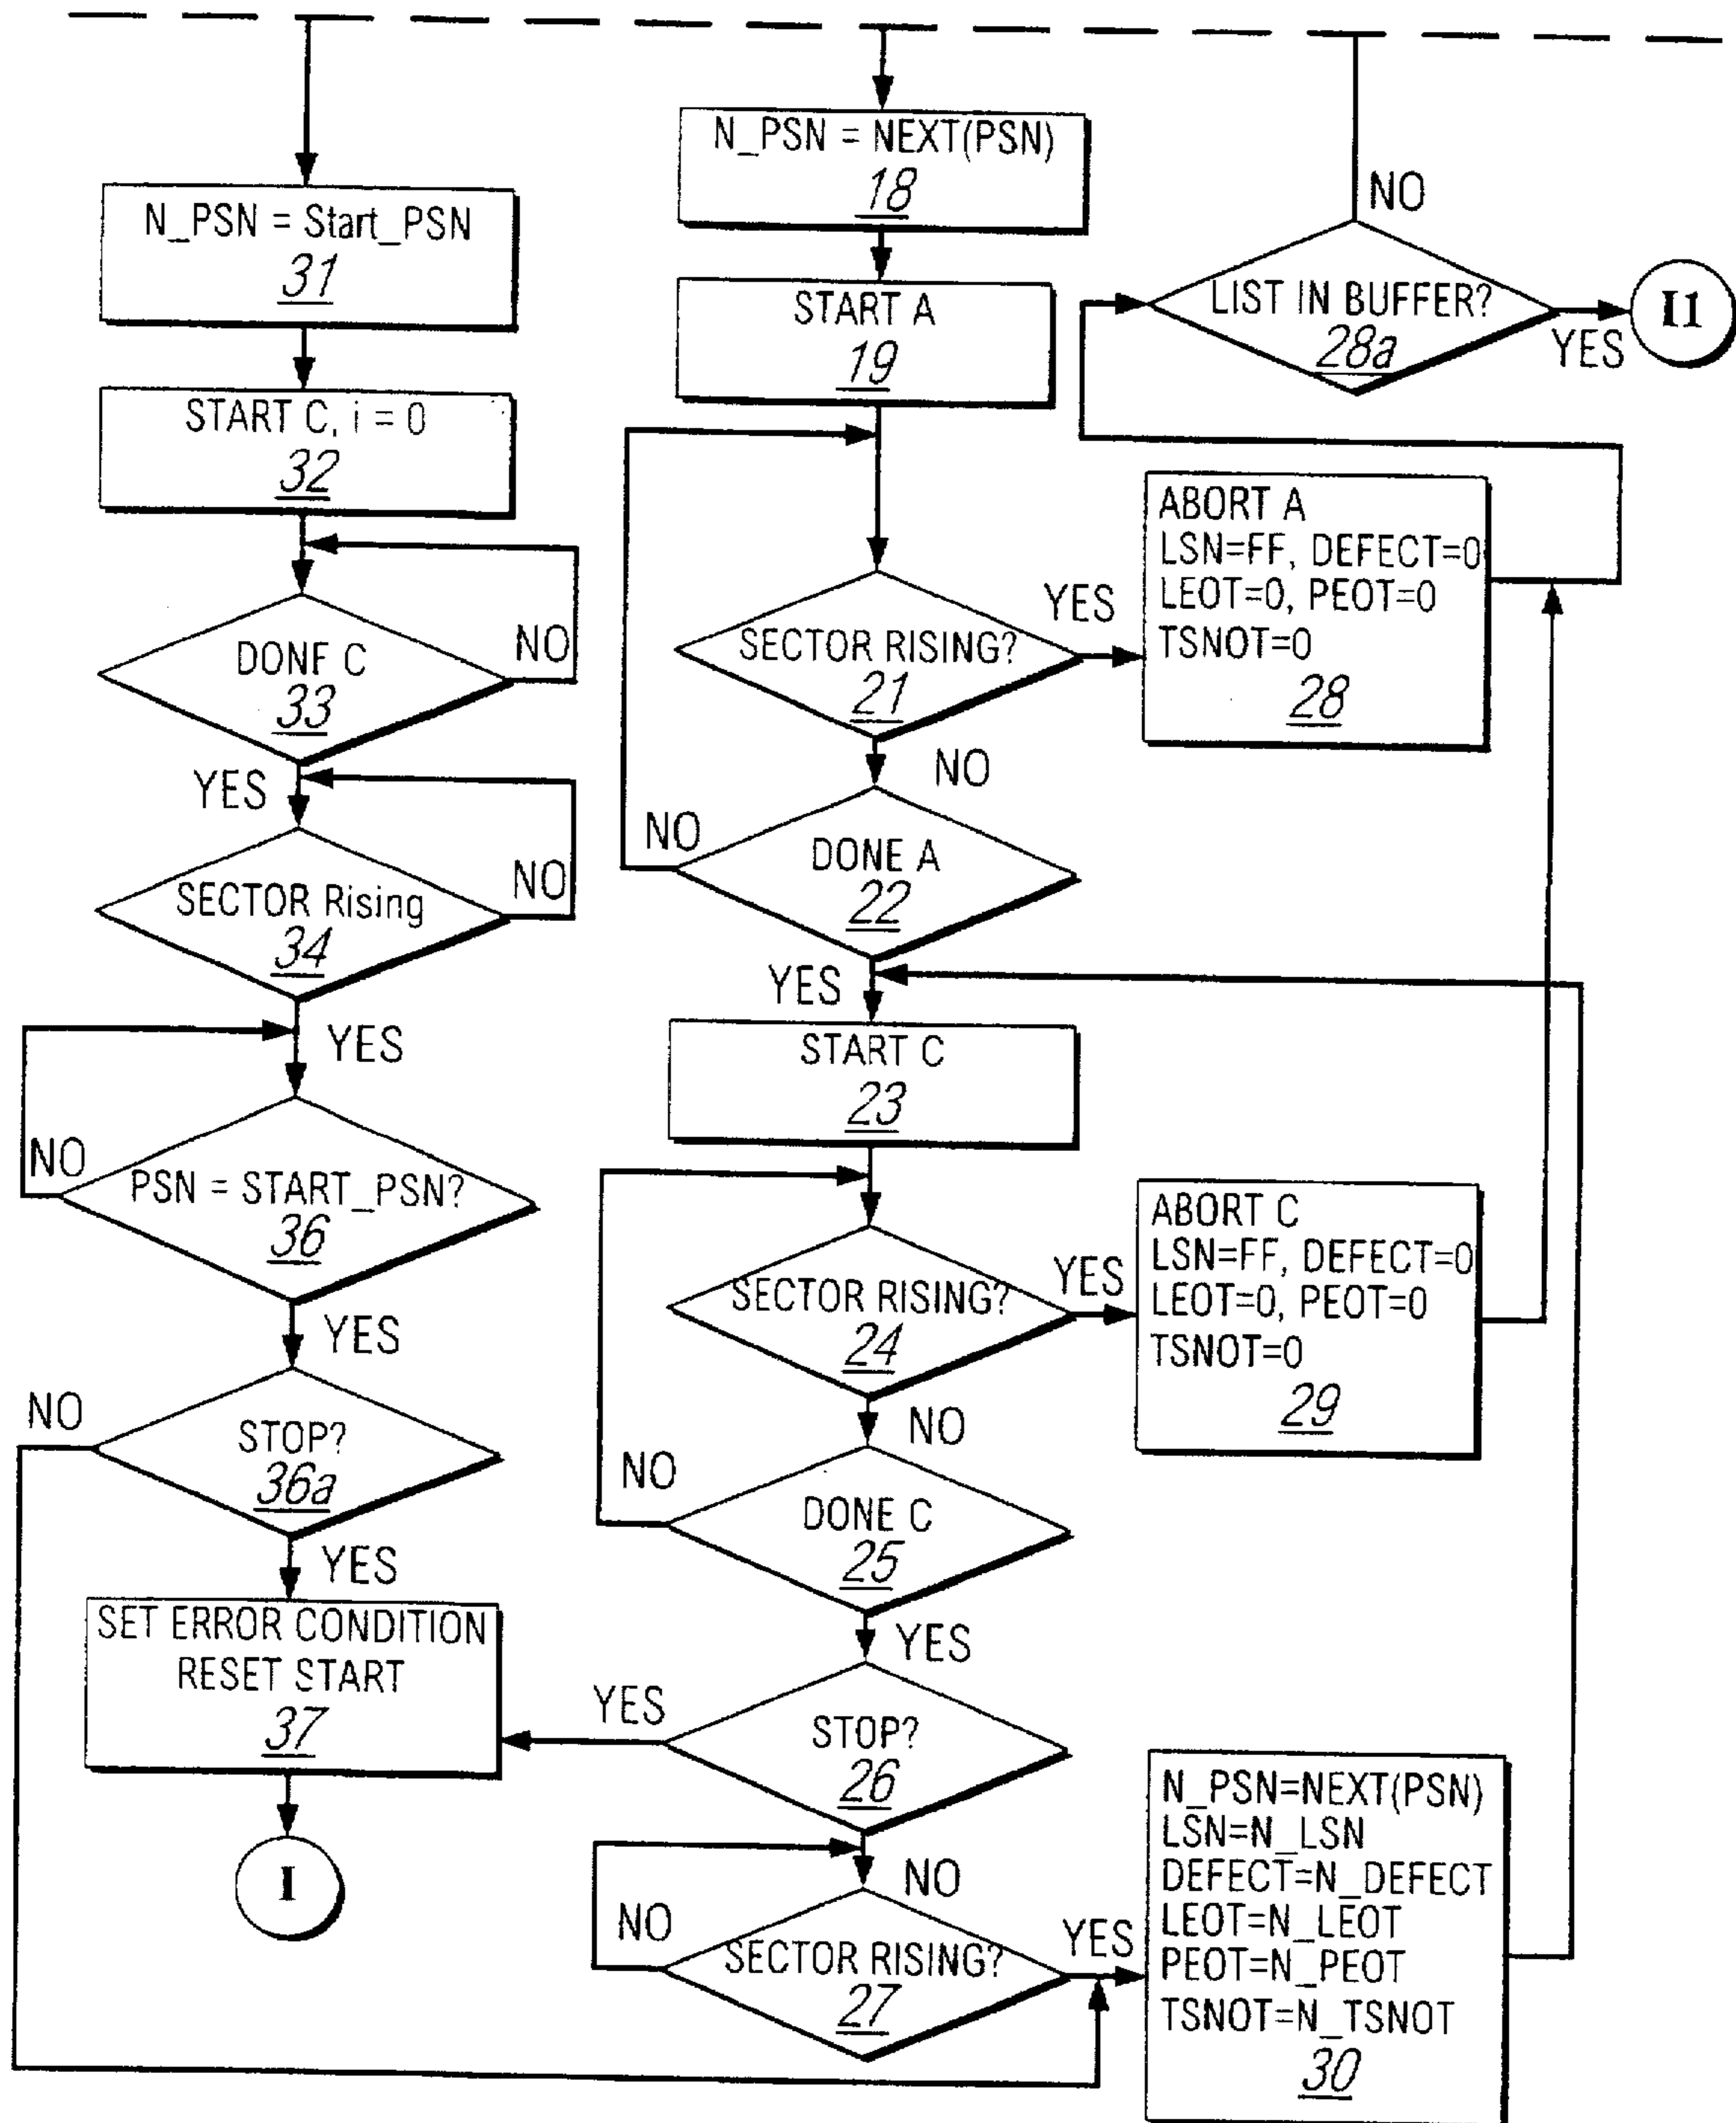 N_PSN = Start_PSN
31
START C, i = 0
32
DONF C
33
NO
YES
SECTOR Rising
34
NO
YES
PSN = START_PSN?
36
NO
YES
STOP?
36a
NO
YES
SET ERROR CONDITION
RESET START
37
I
N_PSN = NEXT(PSN)
18
START A
19
SECTOR RISING?
21
YES
NO
DONE A
22
NO
YES
START C
23
SECTOR RISING?
24
YES
NO
DONE C
25
NO
YES
STOP?
26
YES
NO
SECTOR RISING?
27
NO
YES
LIST IN BUFFER?
28a
NO
YES
I1
ABORT A
LSN=FF, DEFECT=0
LEOT=0, PEOT=0
TSNOT=0
28
ABORT C
LSN=FF, DEFECT=0
LEOT=0, PEOT=0
TSNOT=0
29
N_PSN=NEXT(PSN)
LSN=N_LSN
DEFECT=N_DEFECT
LEOT=N_LEOT
PEOT=N_PEOT
TSNOT=N_TSNOT
30